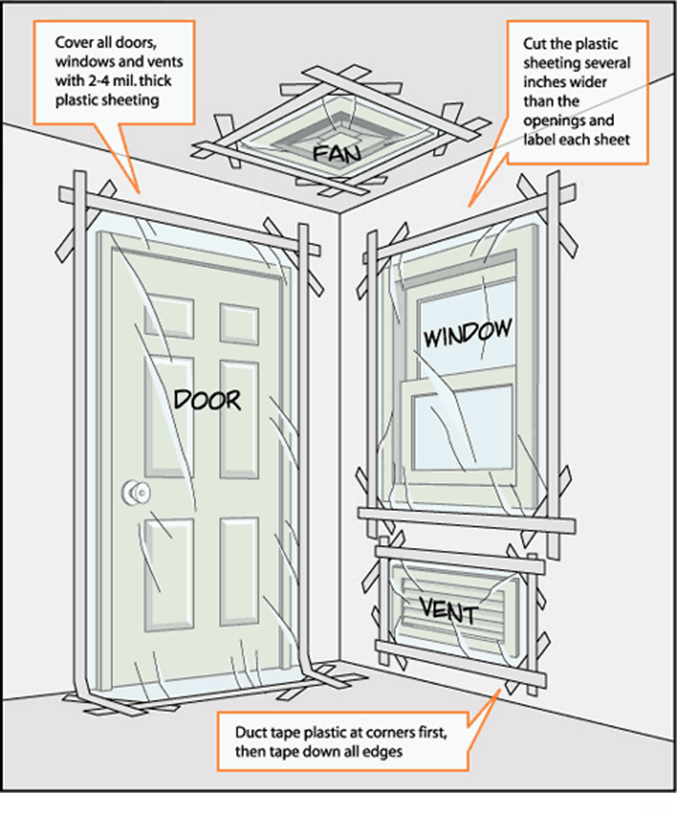 Cover all doors,
windows and vents
with 2-4 mil. thick
plastic sheeting
Cut the plastic
sheeting several
inches wider
than the
openings and
label each sheet
FAN
WINDOW
DOOR
VENT
Duct tape plastic at corners first,
then tape down all edges